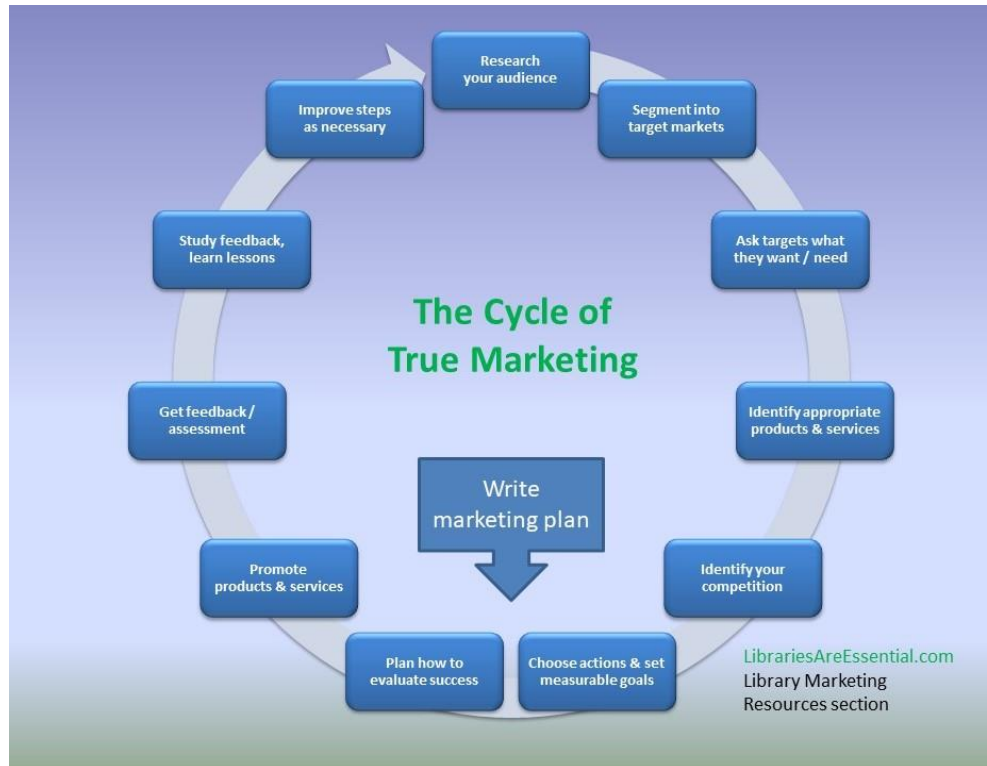 Research
your audience
Segment into
target markets
Ask targets what
they want / need
Identify appropriate
products & services
Identify your
competition
Choose actions & set
measurable goals
Plan how to
evaluate success
Promote
products & services
Get feedback /
assessment
Study feedback,
learn lessons
Improve steps
as necessary
The Cycle of
True Marketing
Write
marketing plan
LibrariesAreEssential.com
Library Marketing
Resources section